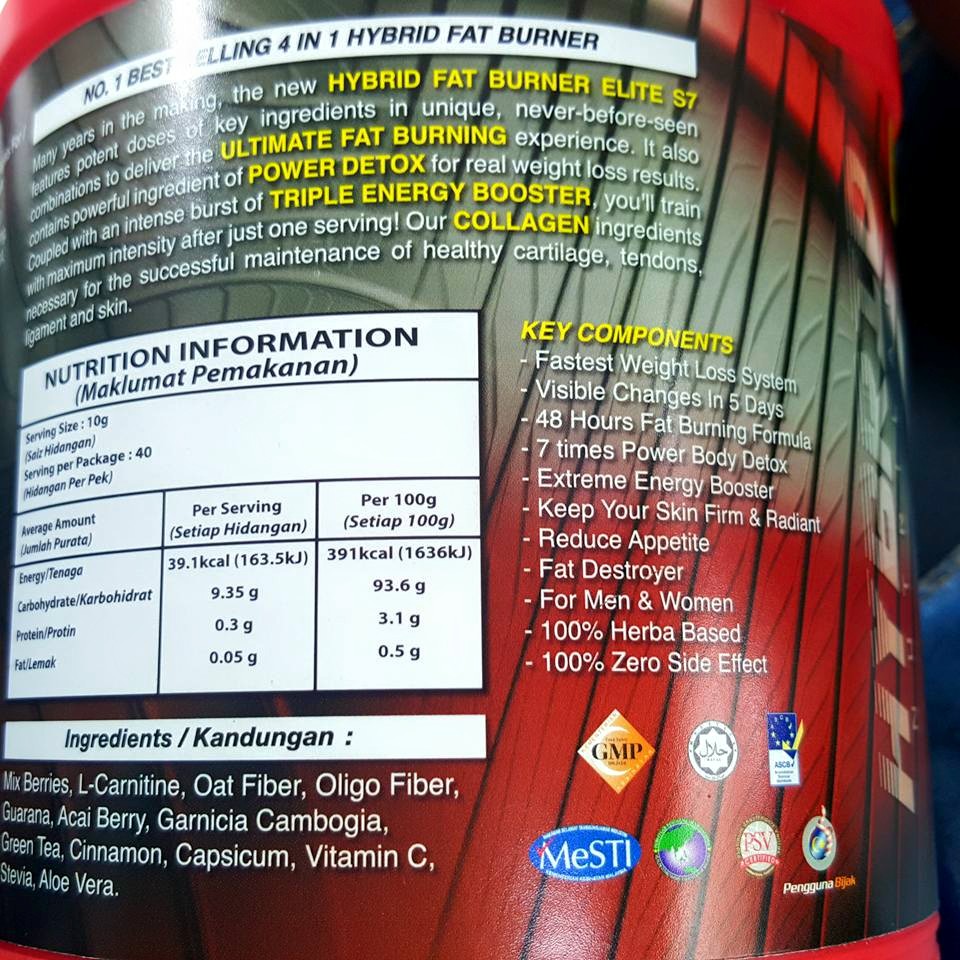 NO. 1 BEST ELLING 4 IN 1 HYBRID FAT BURNER
Many years in the making, the new HYBRID FAT BURNER ELITE S7
features potent doses of key ingredients in unique, never-before-seen
combinations to deliver the ULTIMATE FAT BURNING experience. It also
contains powerful ingredient of POWER DETOX for real weight loss results.
Coupled with an intense burst of TRIPLE ENERGY BOOSTER, you'll train
with maximum intensity after just one serving! Our COLLAGEN ingredients
necessary for the successful maintenance of healthy cartilage, tendons,
ligament and skin.
NUTRITION INFORMATION
(Maklumat Pemakanan)
Serving Size : 10g
(Saiz Hidangan)
Serving per Package : 40
(Hidangan Per Pek)
Average Amount
(Jumlah Purata)
Per Serving
(Setiap Hidangan)
Per 100g
(Setiap 100g)
Energy/Tenaga 39.1kcal (163.5kJ) 391kcal (1636kJ)
Carbohydrate/Karbohidrat 9.35 g 93.6 g
Protein/Protin 0.3 g 3.1 g
Fat/Lemak 0.05 g 0.5 g
Ingredients / Kandungan :
Mix Berries, L-Carnitine, Oat Fiber, Oligo Fiber,
Guarana, Acai Berry, Garnicia Cambogia,
Green Tea, Cinnamon, Capsicum, Vitamin C,
Stevia, Aloe Vera.
KEY COMPONENTS
- Fastest Weight Loss System
- Visible Changes In 5 Days
- 48 Hours Fat Burning Formula
- 7 times Power Body Detox
- Extreme Energy Booster
- Keep Your Skin Firm & Radiant
- Reduce Appetite
- Fat Destroyer
- For Men & Women
- 100% Herba Based
- 100% Zero Side Effect
GMP
حلال
ASCB
MeSTI
PSV
CERTIFIED
Pengguna Bijak